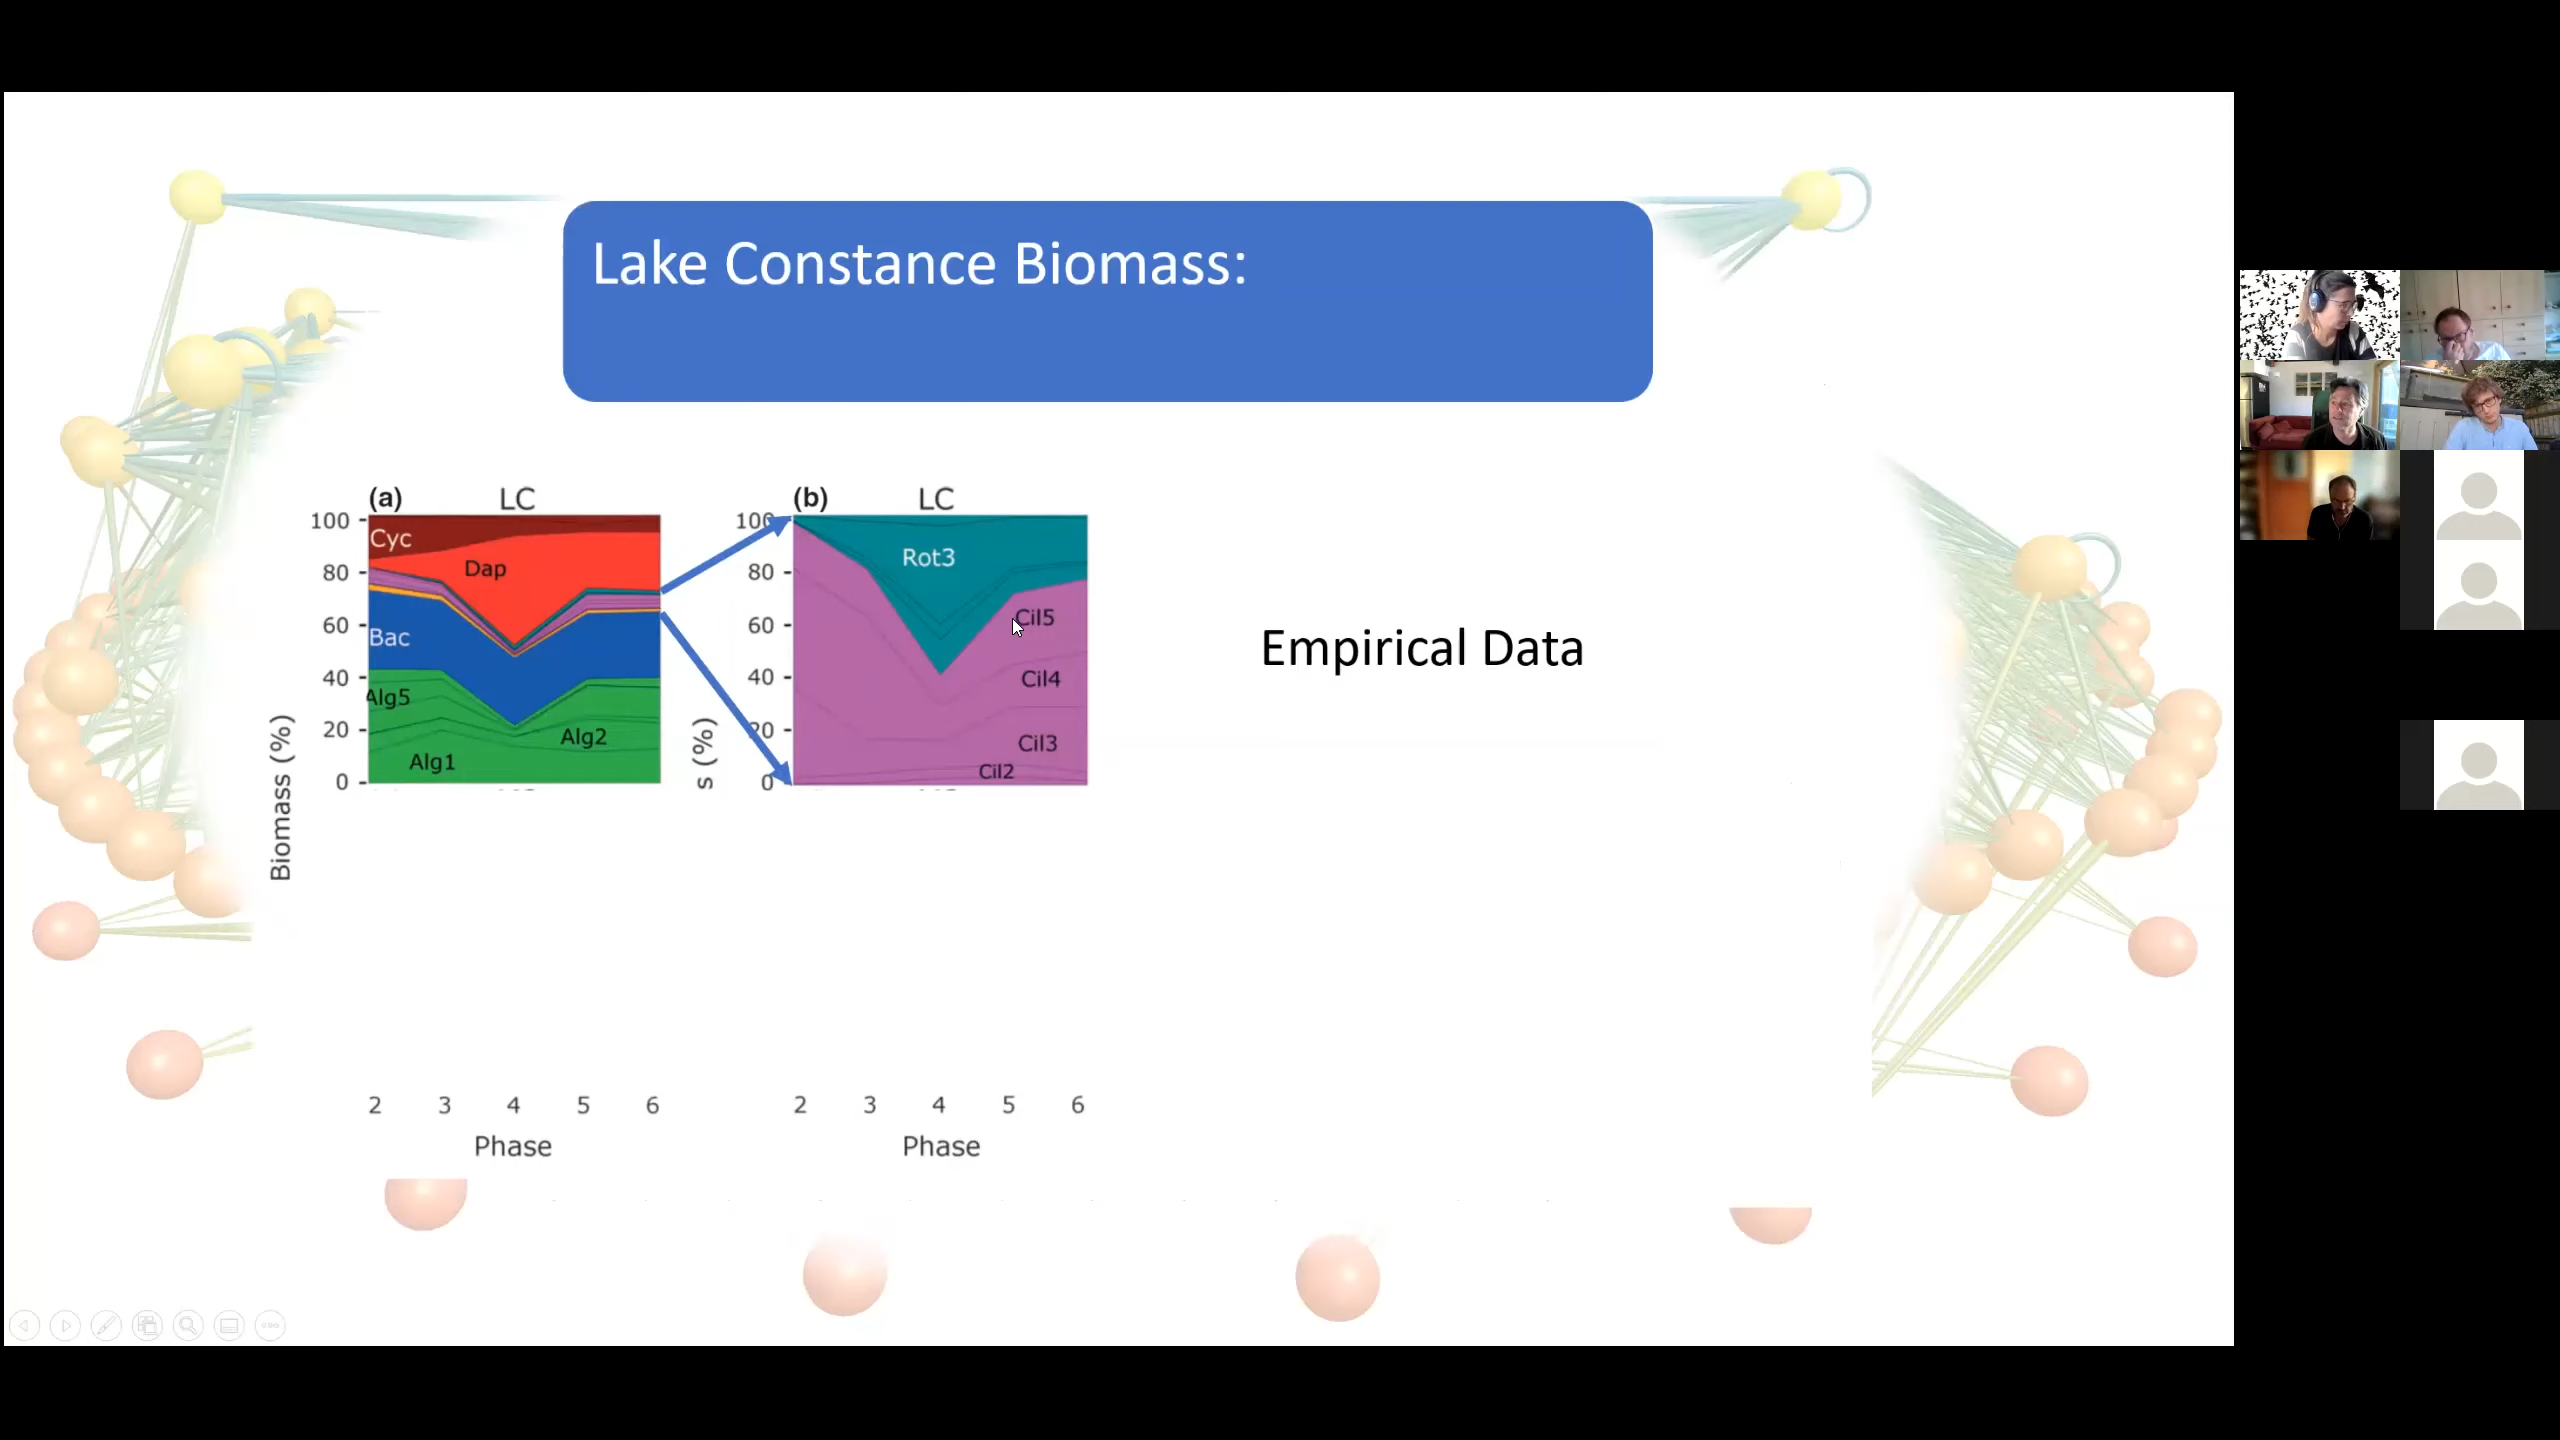 Lake Constance Biomass:
(a) LC
100
80
60
40
20
0
Biomass (%)
Cyc
Dap
Bac
Alg5
Alg2
Alg1
2 3 4 5 6
Phase
(b) LC
100
80
60
40
20
0
s (%)
Rot3
Cil5
Cil4
Cil3
Cil2
2 3 4 5 6
Phase
Empirical Data